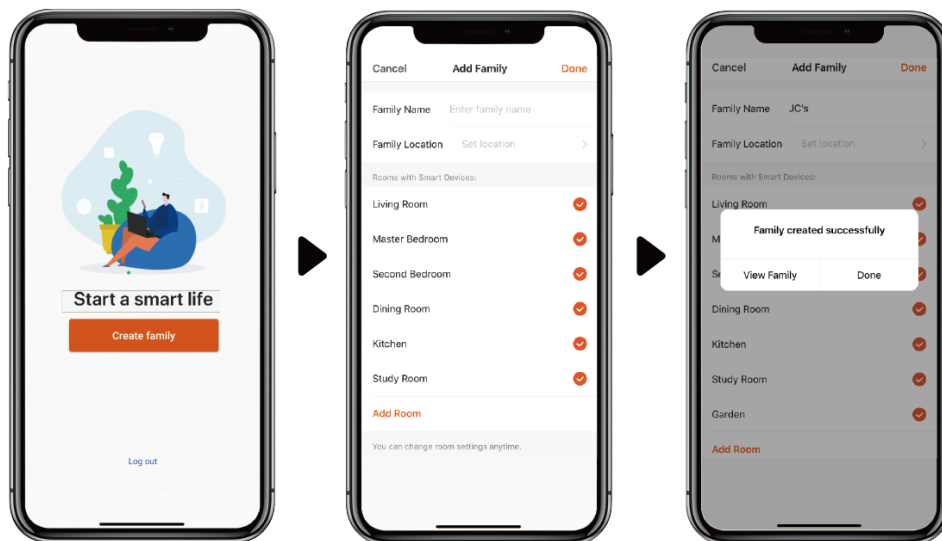 Start a smart life
Create family
Log out
Cancel Add Family Done
Family Name Enter family name
Family Location Set location
Rooms with Smart Devices:
Living Room
Master Bedroom
Second Bedroom
Dining Room
Kitchen
Study Room
Add Room
You can change room settings anytime.
Cancel Add Family Done
Family Name JC's
Family Location Set location
Rooms with Smart Devices:
Living Room
Family created successfully
M
Se
View Family Done
Dining Room
Kitchen
Study Room
Garden
Add Room